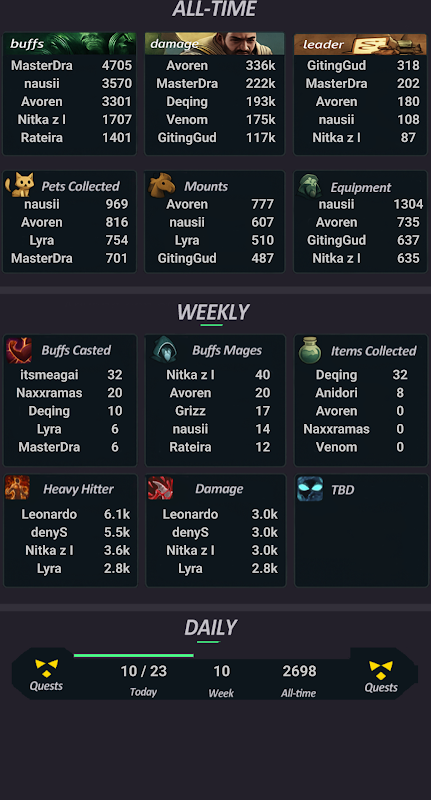 ALL-TIME
buffs
MasterDra 4705
nausii 3570
Avoren 3301
Nitka z l 1707
Rateira 1401
damage
Avoren 336k
MasterDra 222k
Deqing 193k
Venom 175k
GitingGud 117k
leader
GitingGud 318
MasterDra 202
Avoren 180
nausii 108
Nitka z l 87
Pets Collected
nausii 969
Avoren 816
Lyra 754
MasterDra 701
Mounts
Avoren 777
nausii 607
Lyra 510
GitingGud 487
Equipment
nausii 1304
Avoren 735
GitingGud 637
Nitka z l 635
WEEKLY
Buffs Casted
itsmeagai 32
Naxxramas 20
Deqing 10
Lyra 6
MasterDra 6
Buffs Mages
Nitka z l 40
Avoren 20
Grizz 17
nausii 14
Rateira 12
Items Collected
Deqing 32
Anidori 8
Avoren 0
Naxxramas 0
Venom 0
Heavy Hitter
Leonardo 6.1k
denyS 5.5k
Nitka z l 3.6k
Lyra 2.8k
Damage
Leonardo 3.0k
denyS 3.0k
Nitka z l 3.0k
Lyra 2.8k
TBD
DAILY
Quests
10 / 23
Today
10
Week
2698
All-time
Quests